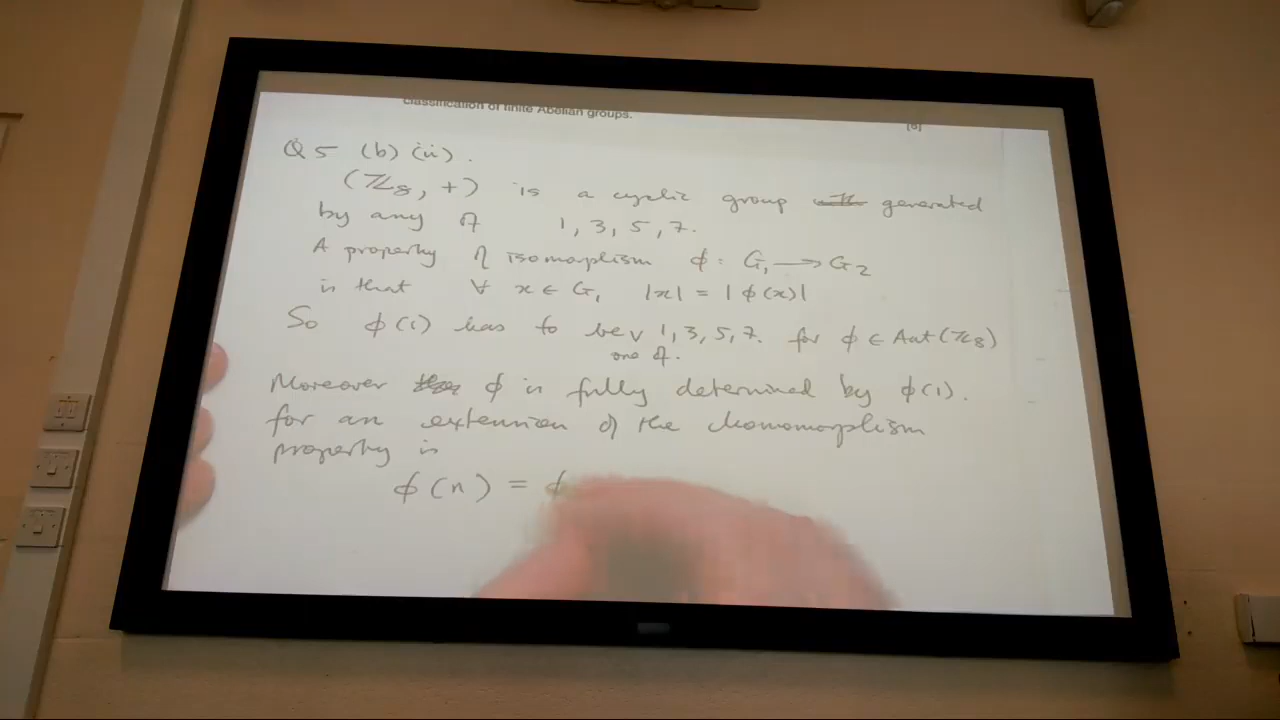 classification of finite Abelian groups.
[6]
Q5 (b) (ii).
(ℤ₈, +) is a cyclic group generated
by any of 1, 3, 5, 7.
A property of isomorphism ϕ : G₁ ⟶ G₂
is that ∀ x ∈ G₁ |x| = |ϕ(x)|
So ϕ(1) has to be ∨ 1, 3, 5, 7. for ϕ ∈ Aut(ℤ₈)
one of.
Moreover ϕ is fully determined by ϕ(1).
for an extension of the homomorphism
property is
ϕ(n) = ϕ